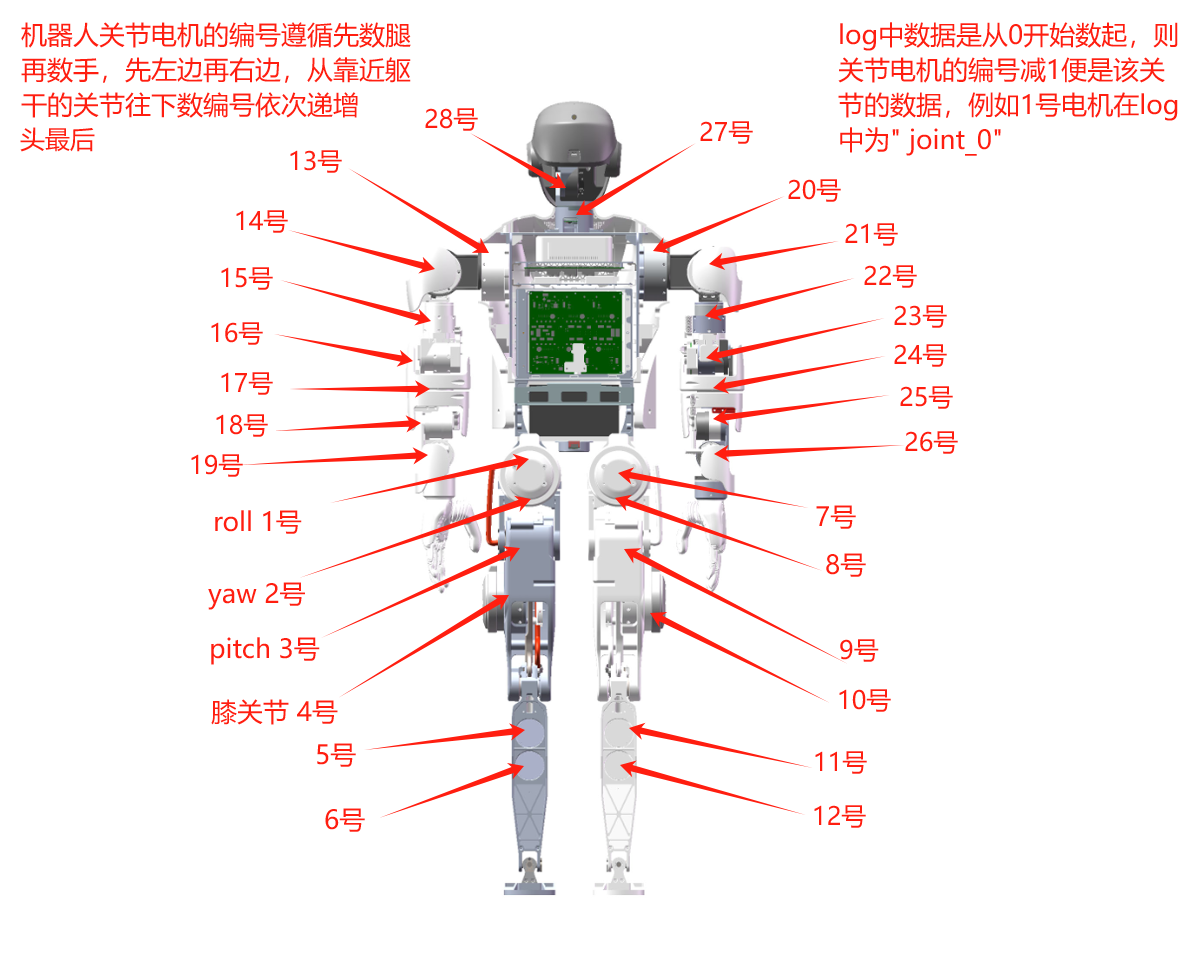 机器人关节电机的编号遵循先数腿
再数手，先左边再右边，从靠近躯
干的关节往下数编号依次递增
头最后
log中数据是从0开始数起，则
关节电机的编号减1便是该关
节的数据，例如1号电机在log
中为" joint_0"
28号
27号
13号
20号
14号
21号
15号
22号
16号
23号
17号
24号
18号
25号
19号
26号
roll 1号
7号
yaw 2号
8号
pitch 3号
9号
膝关节 4号
10号
5号
11号
6号
12号